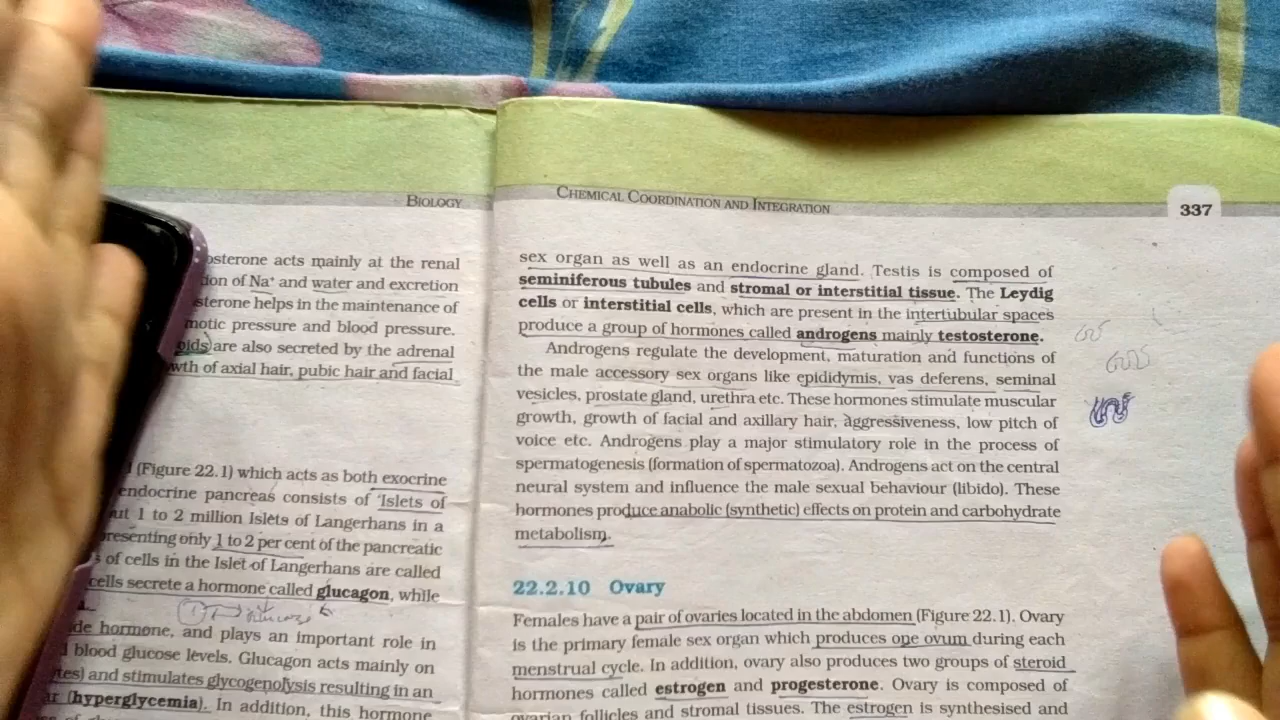 BIOLOGY
osterone acts mainly at the renal
ion of Na⁺ and water and excretion
sterone helps in the maintenance of
motic pressure and blood pressure.
oids are also secreted by the adrenal
wth of axial hair, pubic hair and facial
(Figure 22.1) which acts as both exocrine
endocrine pancreas consists of 'Islets of
ut 1 to 2 million Islets of Langerhans in a
resenting only 1 to 2 per cent of the pancreatic
s of cells in the Islet of Langerhans are called
cells secrete a hormone called glucagon, while
de hormone, and plays an important role in
blood glucose levels. Glucagon acts mainly on
tes) and stimulates glycogenolysis resulting in an
ar (hyperglycemia). In addition, this hormone
CHEMICAL COORDINATION AND INTEGRATION
337
sex organ as well as an endocrine gland. Testis is composed of
seminiferous tubules and stromal or interstitial tissue. The Leydig
cells or interstitial cells, which are present in the intertubular spaces
produce a group of hormones called androgens mainly testosterone.
Androgens regulate the development, maturation and functions of
the male accessory sex organs like epididymis, vas deferens, seminal
vesicles, prostate gland, urethra etc. These hormones stimulate muscular
growth, growth of facial and axillary hair, aggressiveness, low pitch of
voice etc. Androgens play a major stimulatory role in the process of
spermatogenesis (formation of spermatozoa). Androgens act on the central
neural system and influence the male sexual behaviour (libido). These
hormones produce anabolic (synthetic) effects on protein and carbohydrate
metabolism.
22.2.10 Ovary
Females have a pair of ovaries located in the abdomen (Figure 22.1). Ovary
is the primary female sex organ which produces one ovum during each
menstrual cycle. In addition, ovary also produces two groups of steroid
hormones called estrogen and progesterone. Ovary is composed of
ovarian follicles and stromal tissues. The estrogen is synthesised and